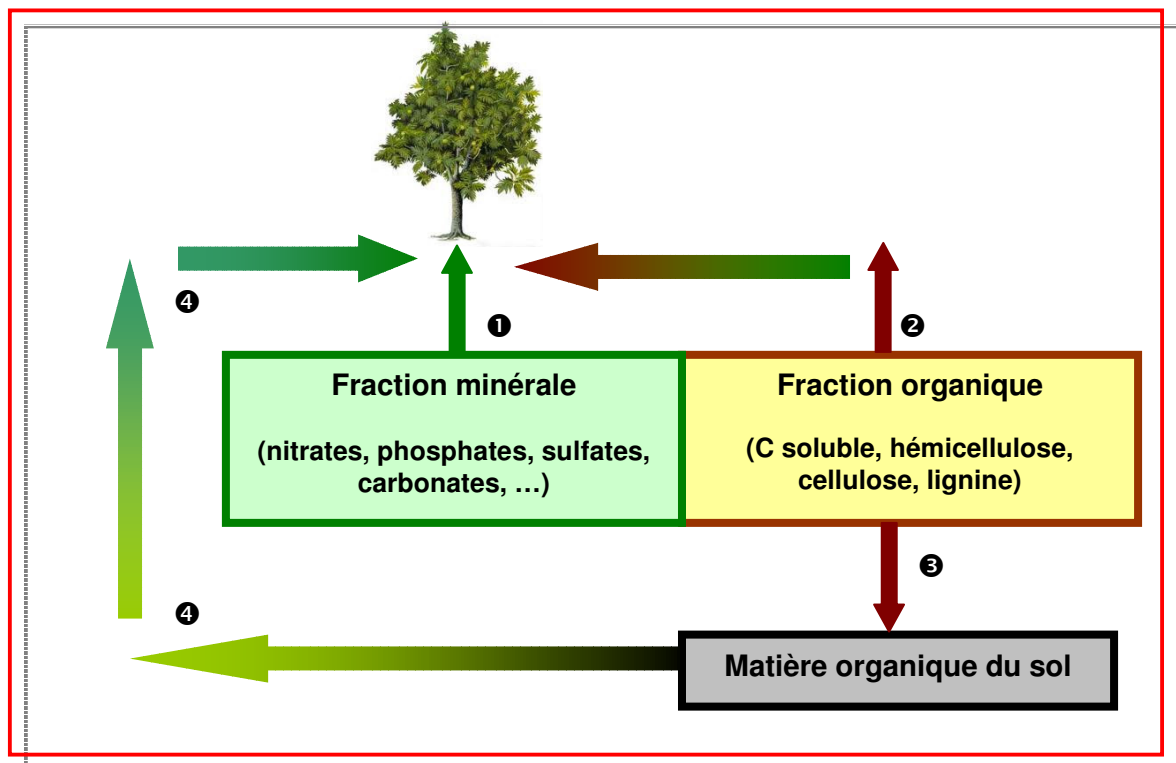 ❹
❶
❷
Fraction minérale
(nitrates, phosphates, sulfates,
carbonates, …)
Fraction organique
(C soluble, hémicellulose,
cellulose, lignine)
❸
❹
Matière organique du sol